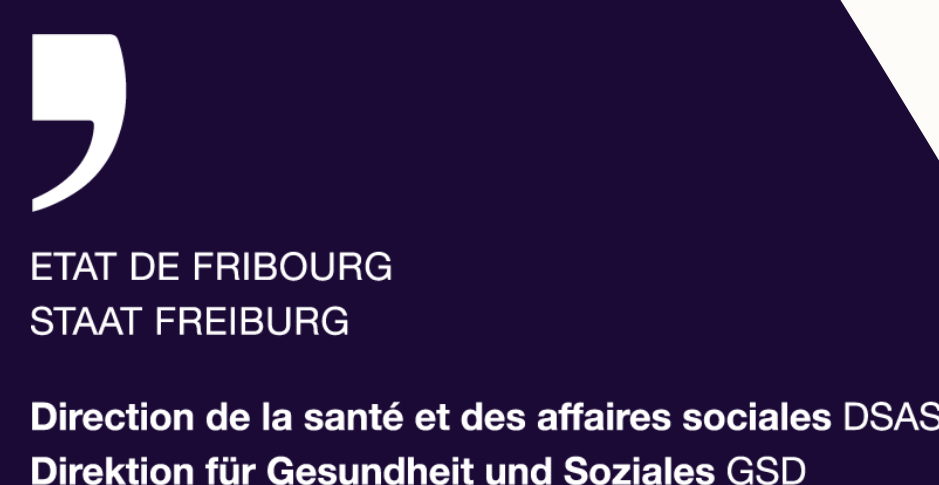 ETAT DE FRIBOURG
STAAT FREIBURG
Direction de la santé et des affaires sociales DSAS
Direktion für Gesundheit und Soziales GSD